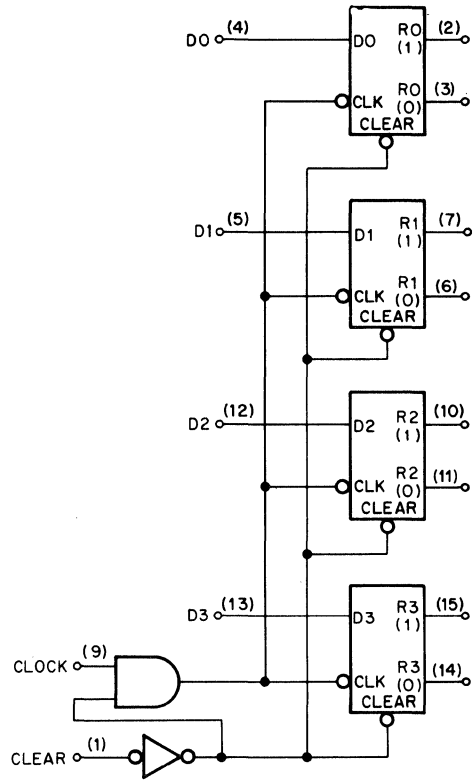 D0 (4) D0 R0 (2)
(1)
R0 (3)
CLK (0)
CLEAR
D1 (5) D1 R1 (7)
(1)
R1 (6)
CLK (0)
CLEAR
D2 (12) D2 R2 (10)
(1)
R2 (11)
CLK (0)
CLEAR
D3 (13) D3 R3 (15)
(1)
CLOCK (9) R3 (14)
CLK (0)
CLEAR
CLEAR (1)